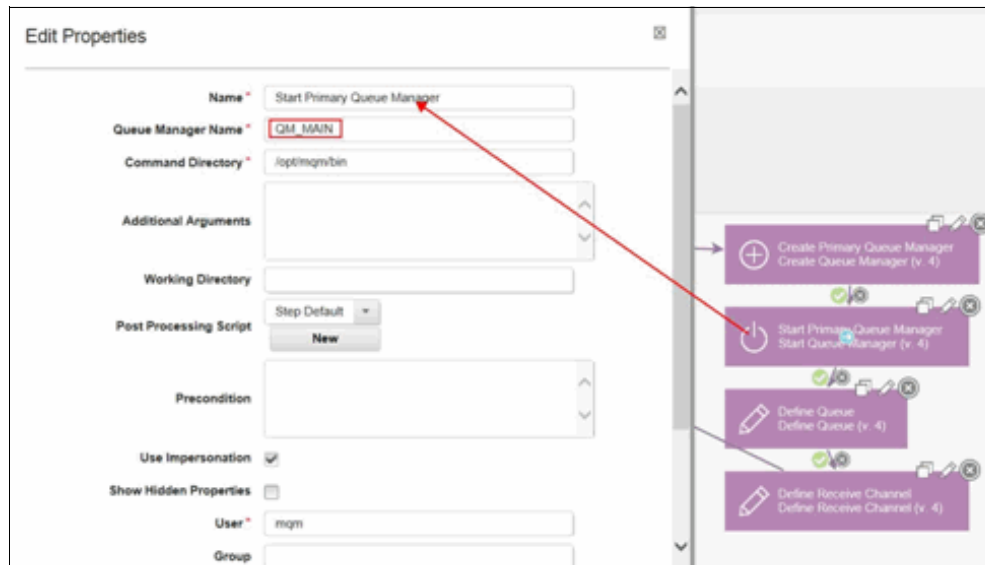 Edit Properties
Name * Start Primary Queue Manager
Queue Manager Name * QM_MAIN
Command Directory * /opt/mqm/bin
Additional Arguments
Working Directory
Post Processing Script Step Default
New
Precondition
Use Impersonation
Show Hidden Properties
User * mqm
Group
Create Primary Queue Manager
Create Queue Manager (v. 4)
Start Primary Queue Manager
Start Queue Manager (v. 4)
Define Queue
Define Queue (v. 4)
Define Receive Channel
Define Receive Channel (v. 4)